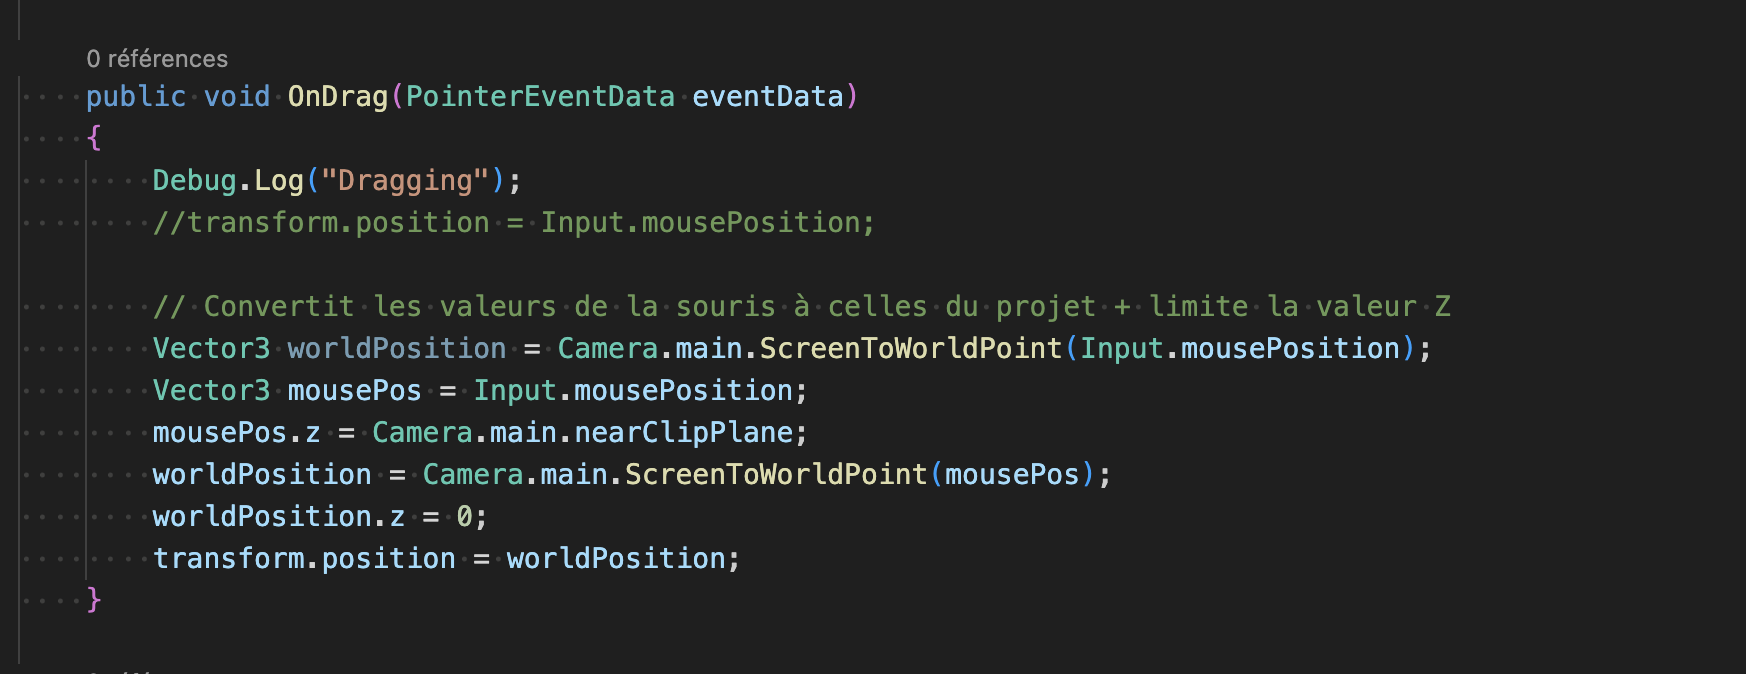 0 références
public void OnDrag(PointerEventData eventData)
{
Debug.Log("Dragging");
//transform.position = Input.mousePosition;
// Convertit les valeurs de la souris à celles du projet + limite la valeur Z
Vector3 worldPosition = Camera.main.ScreenToWorldPoint(Input.mousePosition);
Vector3 mousePos = Input.mousePosition;
mousePos.z = Camera.main.nearClipPlane;
worldPosition = Camera.main.ScreenToWorldPoint(mousePos);
worldPosition.z = 0;
transform.position = worldPosition;
}